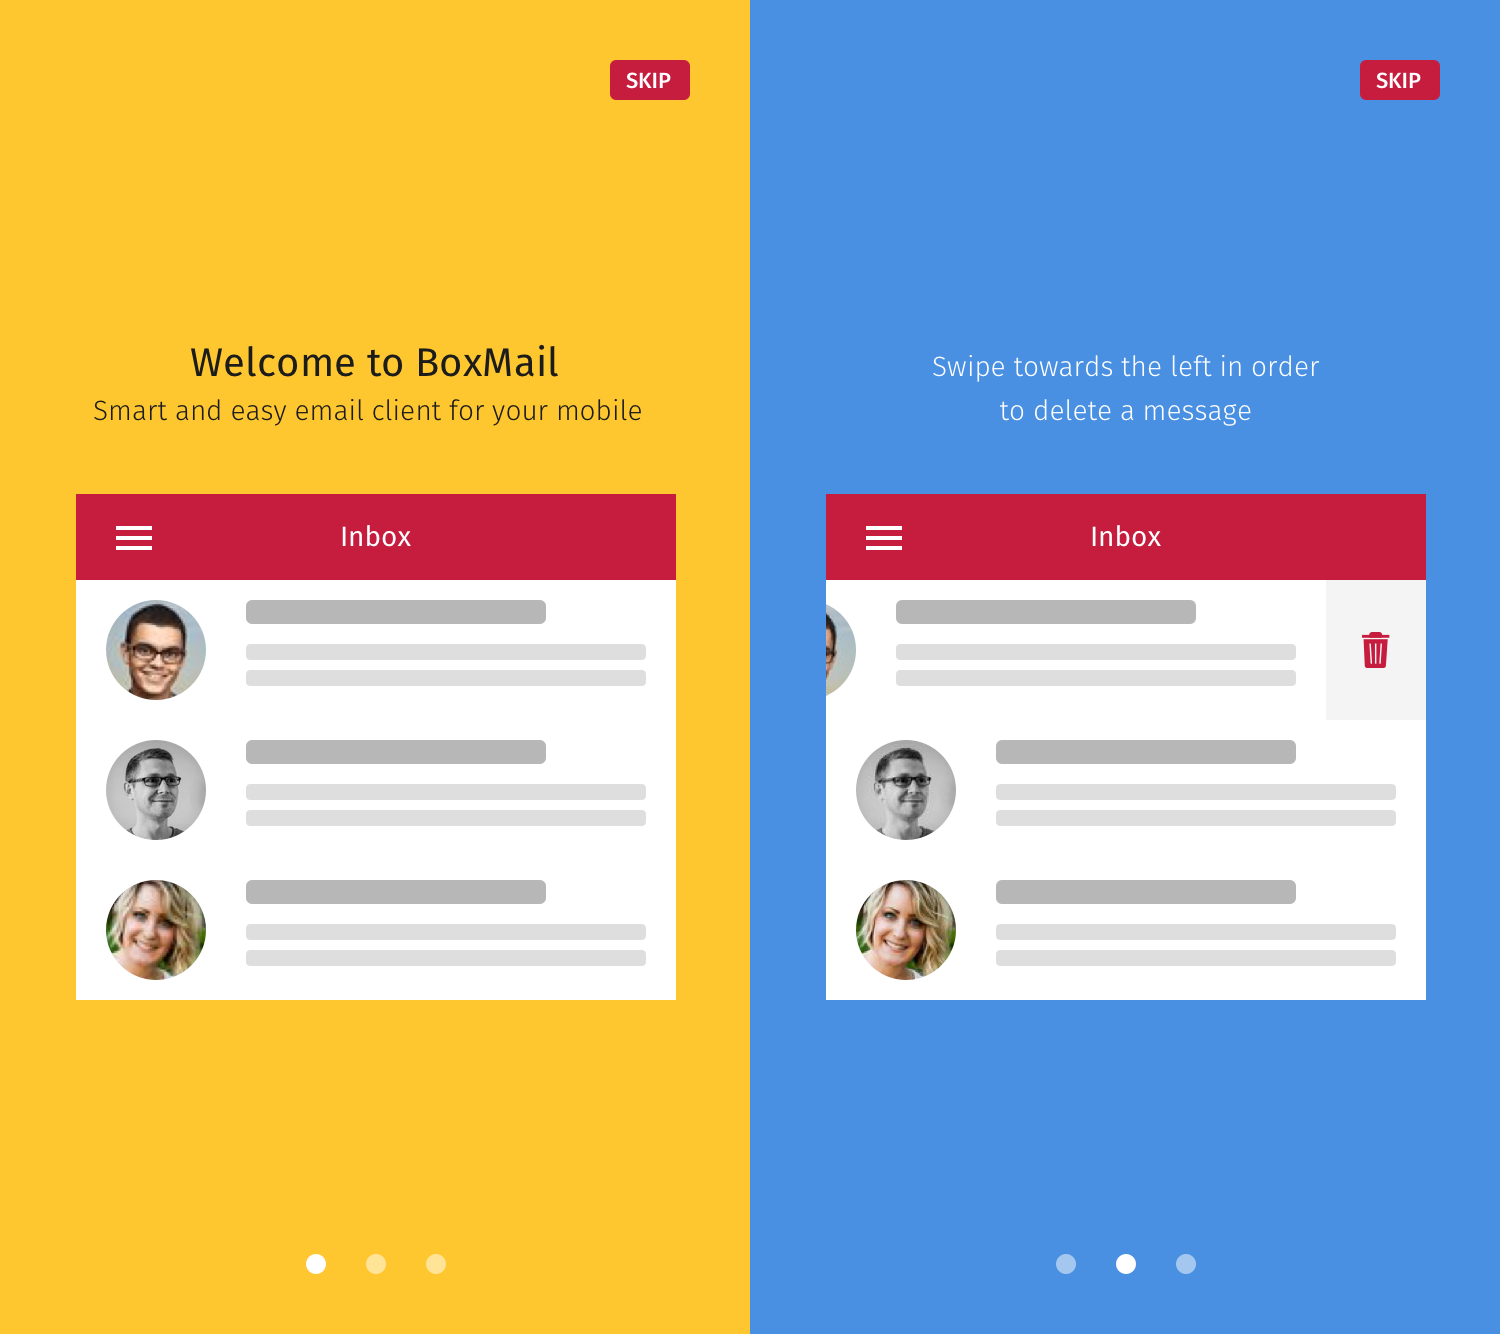 SKIP
Welcome to BoxMail
Smart and easy email client for your mobile
Inbox
SKIP
Swipe towards the left in order
to delete a message
Inbox